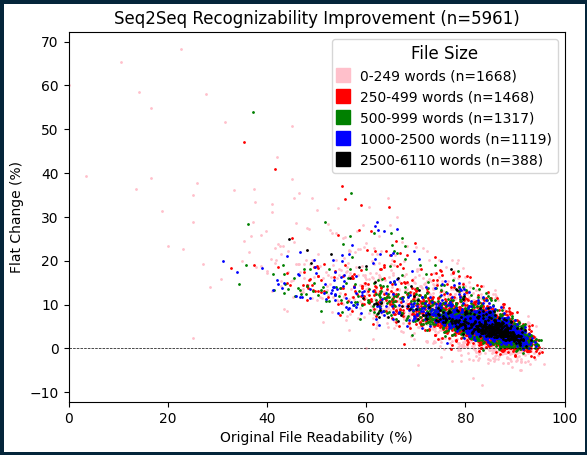 Seq2Seq Recognizability Improvement (n=5961)
File Size
0-249 words (n=1668)
250-499 words (n=1468)
500-999 words (n=1317)
1000-2500 words (n=1119)
2500-6110 words (n=388)
Flat Change (%)
70
60
50
40
30
20
10
0
−10
0 20 40 60 80 100
Original File Readability (%)